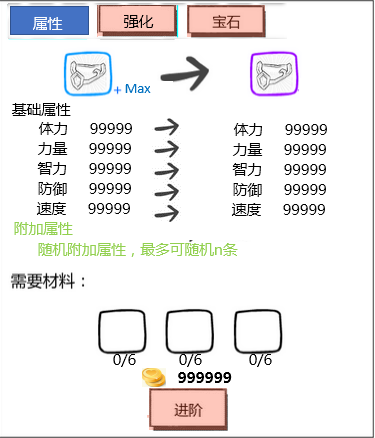 属性 强化 宝石
+ Max
基础属性
体力 99999 体力 99999
力量 99999 力量 99999
智力 99999 智力 99999
防御 99999 防御 99999
速度 99999 速度 99999
附加属性
随机附加属性，最多可随机n条
需要材料：
0/6 0/6 0/6
999999
进阶